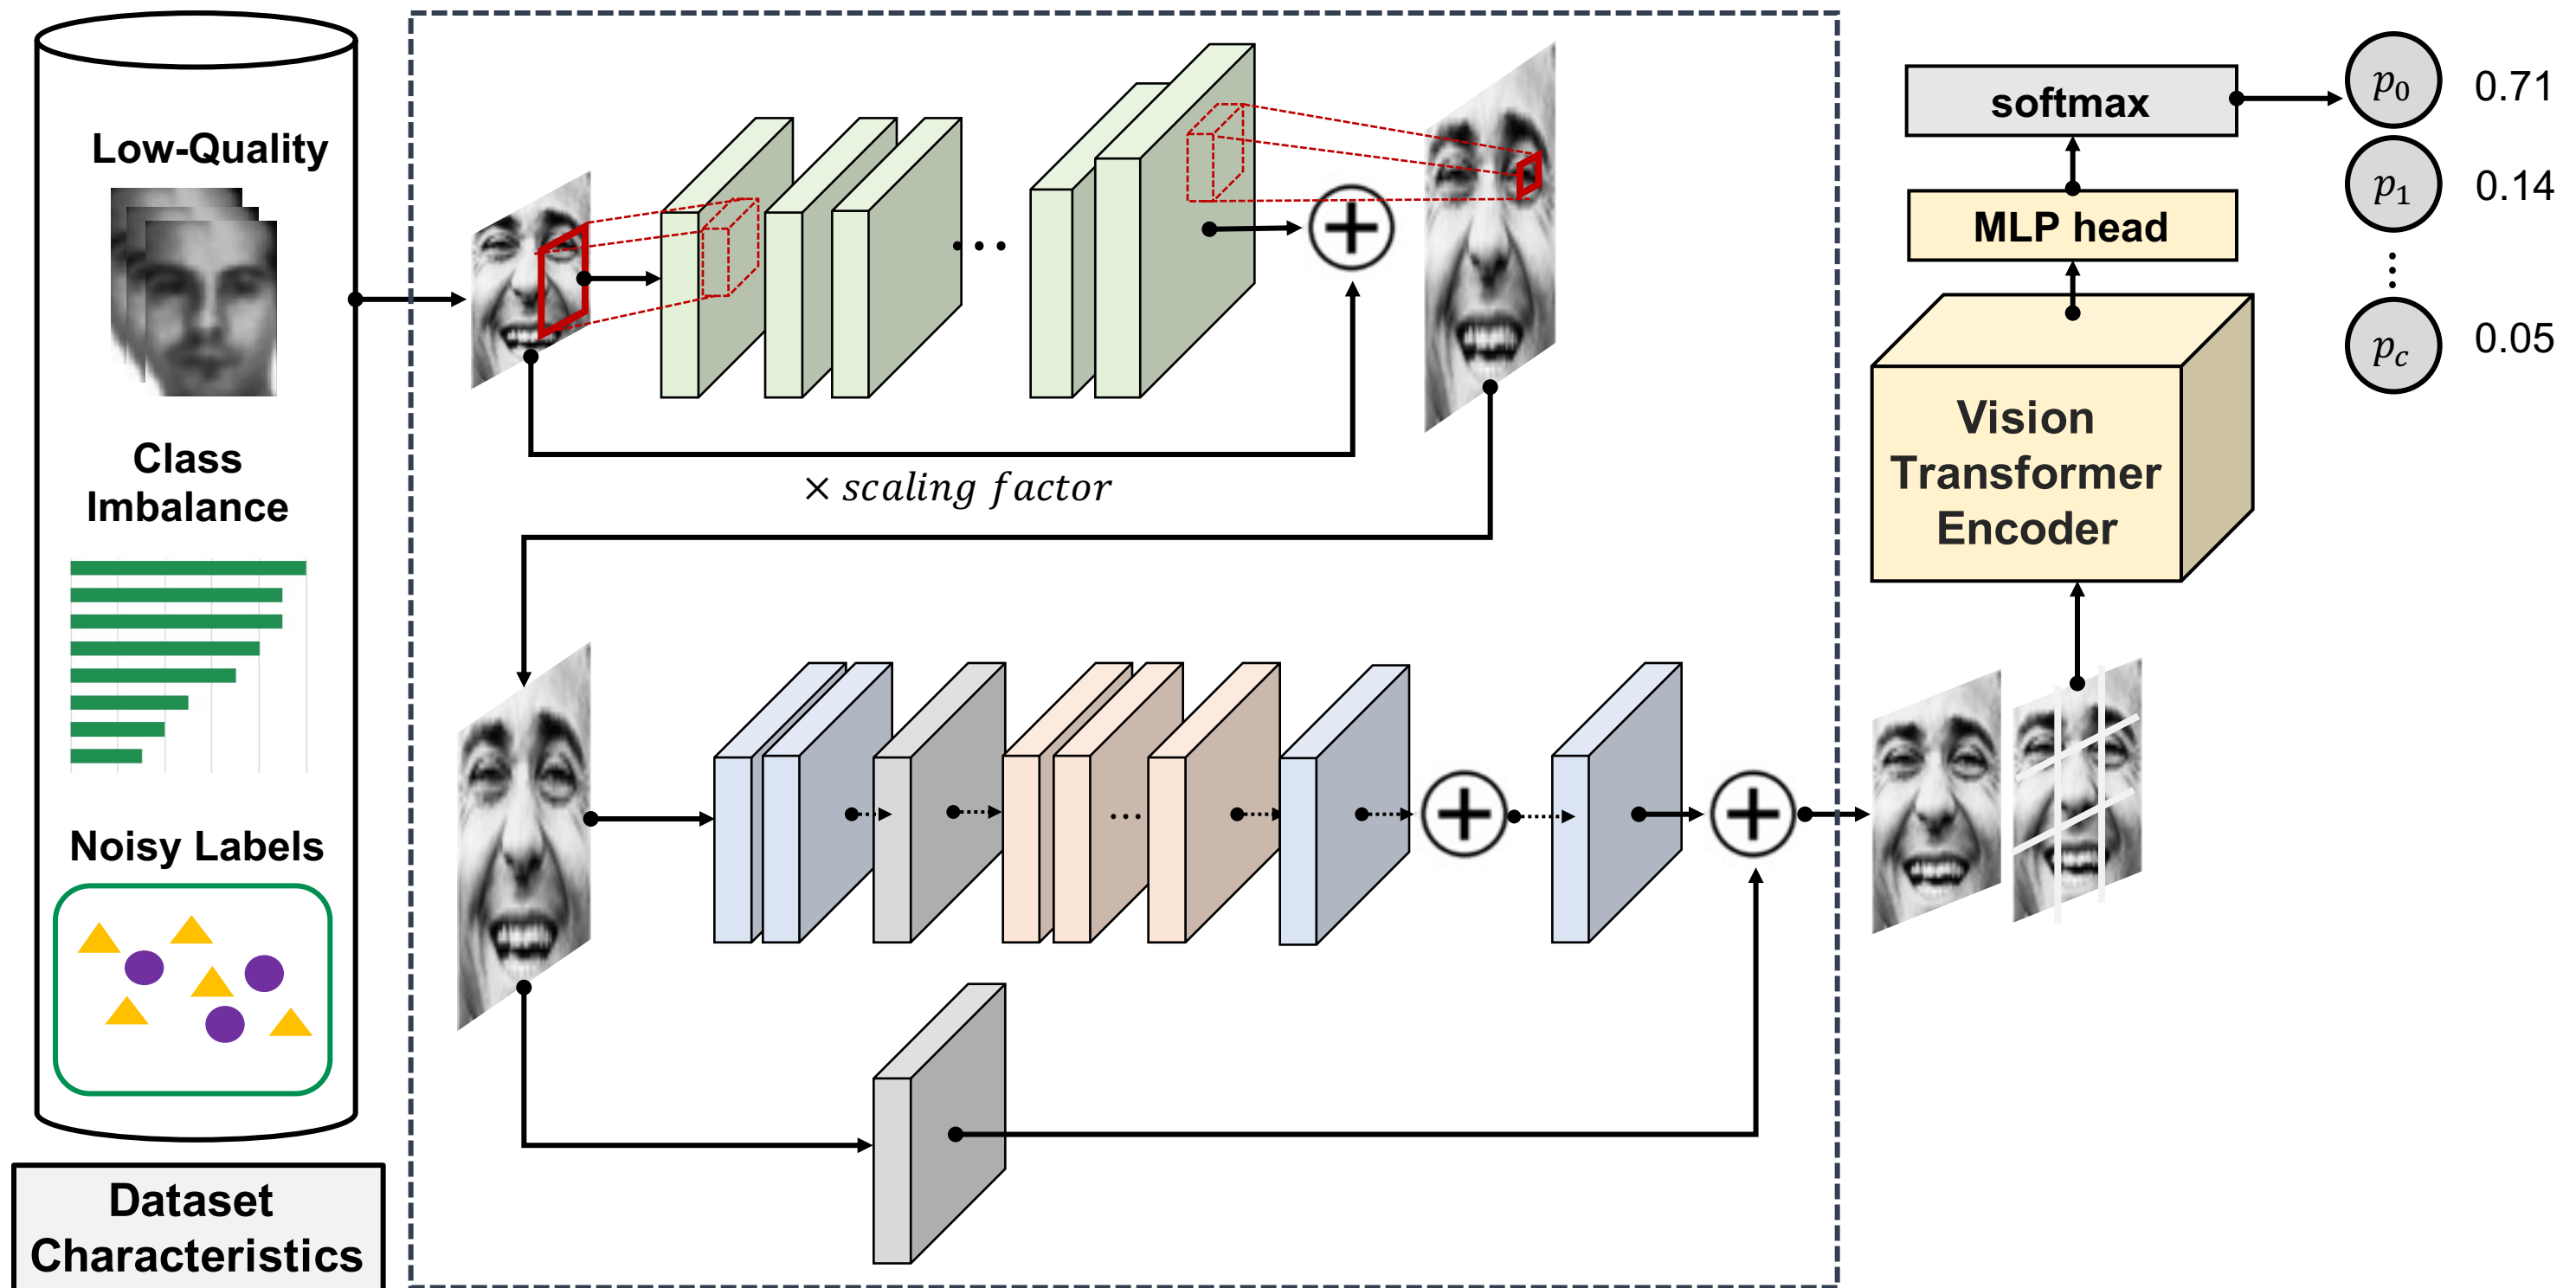 Low-Quality
Class
Imbalance
Noisy Labels
Dataset
Characteristics
× scaling factor
softmax
MLP head
Vision
Transformer
Encoder
p₀ 0.71
p₁ 0.14
⋮
p꜀ 0.05